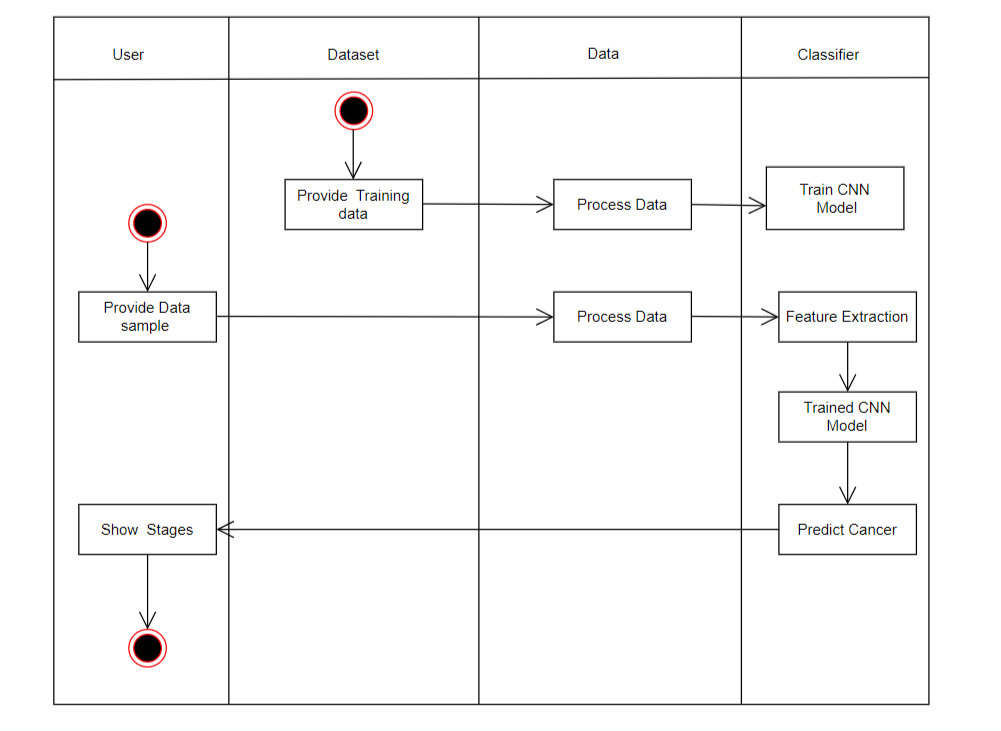 User
Dataset
Data
Classifier
Provide Training
data
Process Data
Train CNN
Model
Provide Data
sample
Process Data
Feature Extraction
Trained CNN
Model
Show Stages
Predict Cancer